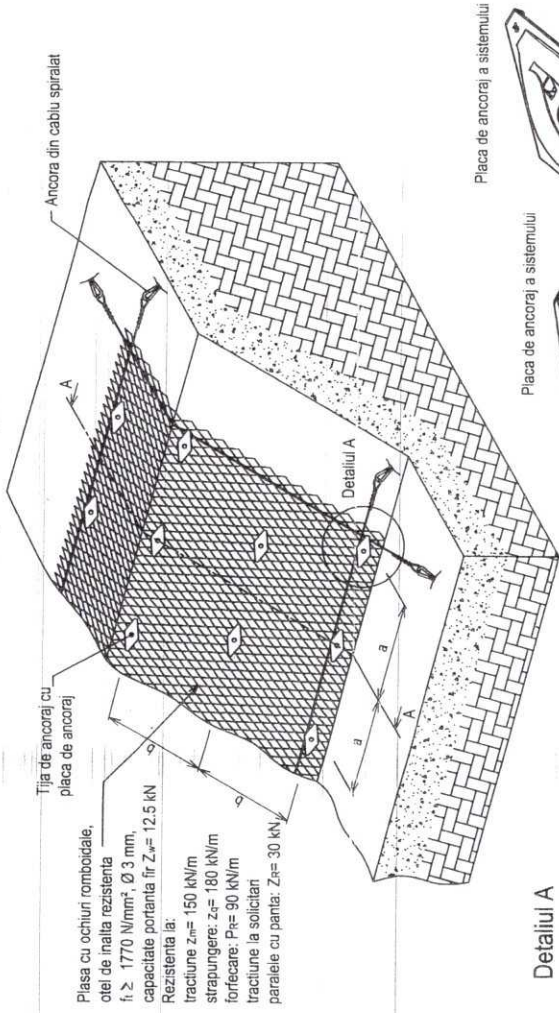 Tija de ancoraj cu
placa de ancoraj
Plasa cu ochiuri romboidale,
otel de inalta rezistenta
ft ≥ 1770 N/mm², Ø 3 mm,
capacitate portanta fir Zw= 12.5 kN
Rezistenta la:
tractiune zm= 150 kN/m
strapungere: zq= 180 kN/m
forfecare: PR= 90 kN/m
tractiune la solicitari
paralele cu panta: ZR= 30 kN
Ancora din cablu spiralat
A
b
b
a
a
A
Detaliul A
Detaliul A
Placa de ancoraj a sistemului
Placa de ancoraj a sistemului